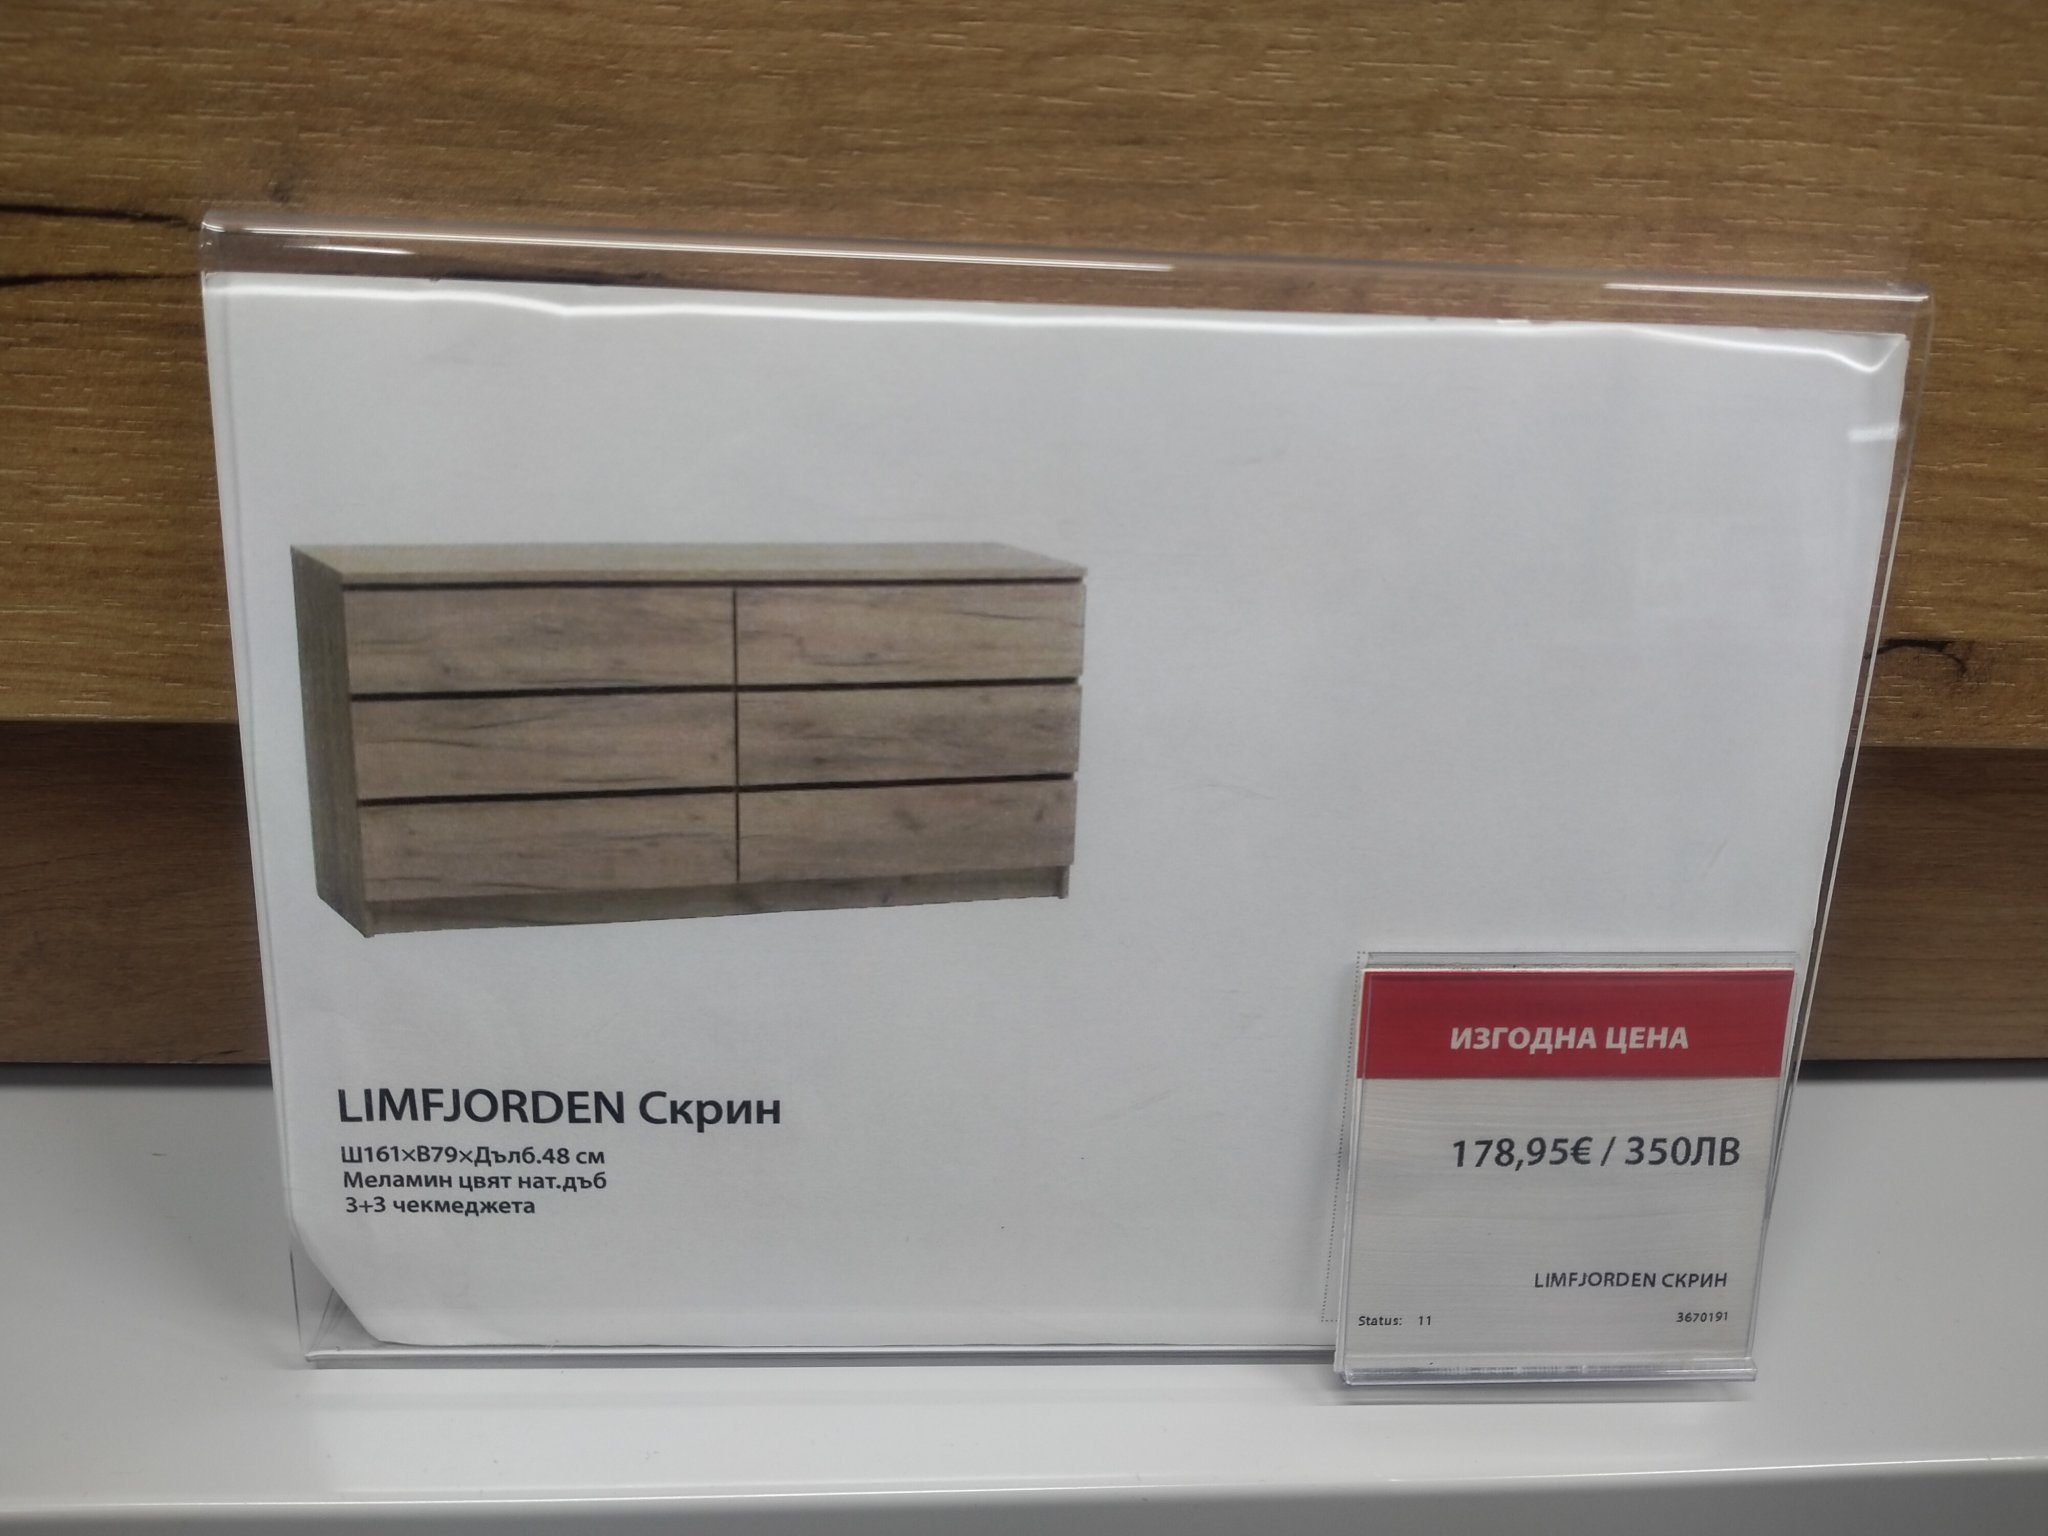 LIMFJORDEN Скрин
Ш161×В79×Дълб.48 см
Меламин цвят нат.дъб
3+3 чекмеджета
ИЗГОДНА ЦЕНА
178,95€ / 350ЛВ
LIMFJORDEN СКРИН
Status: 11 3670191